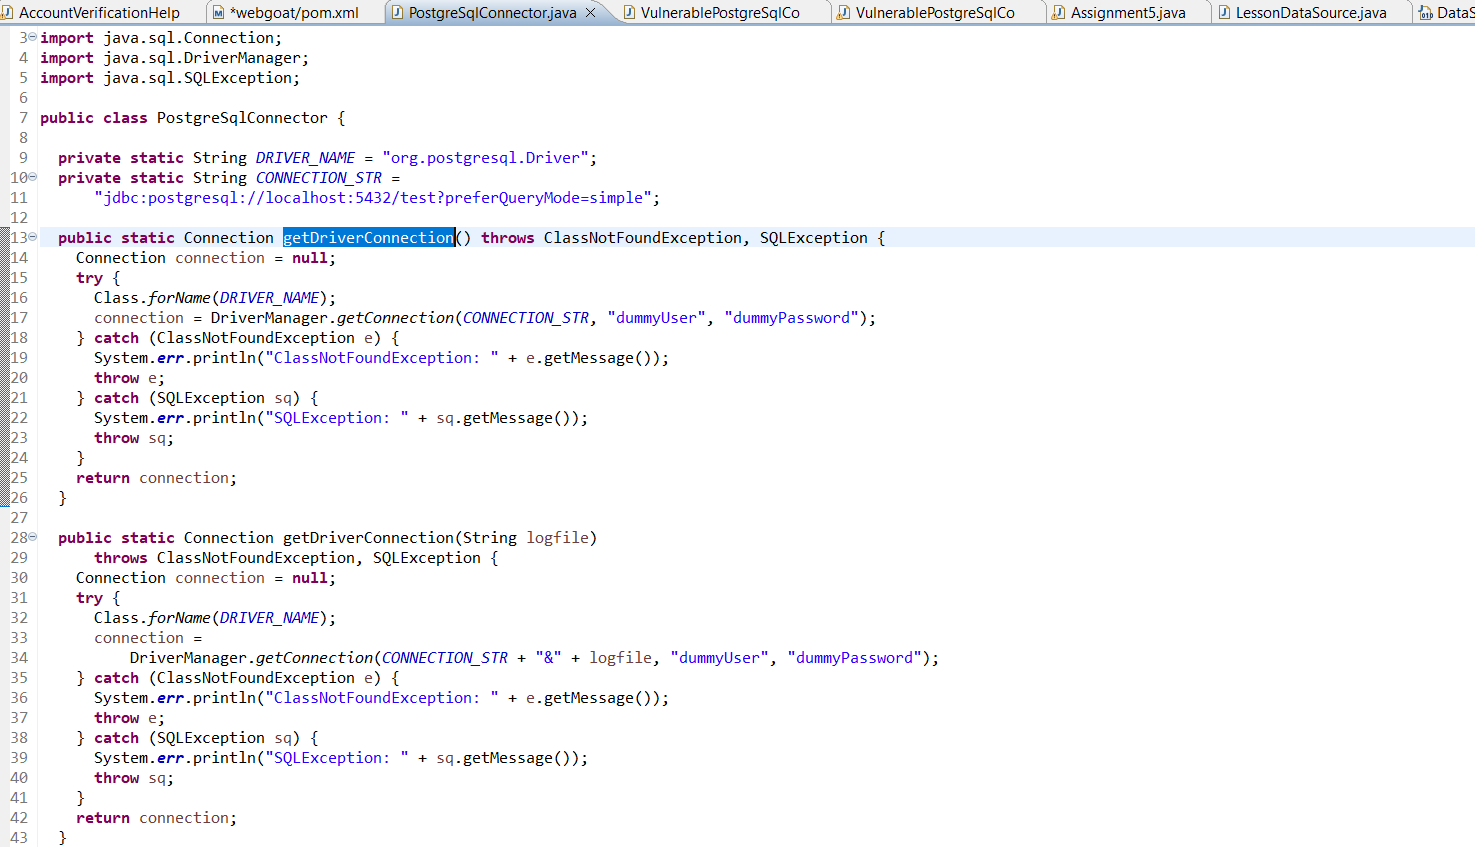 AccountVerificationHelp *webgoat/pom.xml PostgreSqlConnector.java VulnerablePostgreSqlCo VulnerablePostgreSqlCo Assignment5.java LessonDataSource.java DataS
3 import java.sql.Connection;
4 import java.sql.DriverManager;
5 import java.sql.SQLException;
6
7 public class PostgreSqlConnector {
8
9 private static String DRIVER_NAME = "org.postgresql.Driver";
10 private static String CONNECTION_STR =
11 "jdbc:postgresql://localhost:5432/test?preferQueryMode=simple";
12
13 public static Connection getDriverConnection() throws ClassNotFoundException, SQLException {
14 Connection connection = null;
15 try {
16 Class.forName(DRIVER_NAME);
17 connection = DriverManager.getConnection(CONNECTION_STR, "dummyUser", "dummyPassword");
18 } catch (ClassNotFoundException e) {
19 System.err.println("ClassNotFoundException: " + e.getMessage());
20 throw e;
21 } catch (SQLException sq) {
22 System.err.println("SQLException: " + sq.getMessage());
23 throw sq;
24 }
25 return connection;
26 }
27
28 public static Connection getDriverConnection(String logfile)
29 throws ClassNotFoundException, SQLException {
30 Connection connection = null;
31 try {
32 Class.forName(DRIVER_NAME);
33 connection =
34 DriverManager.getConnection(CONNECTION_STR + "&" + logfile, "dummyUser", "dummyPassword");
35 } catch (ClassNotFoundException e) {
36 System.err.println("ClassNotFoundException: " + e.getMessage());
37 throw e;
38 } catch (SQLException sq) {
39 System.err.println("SQLException: " + sq.getMessage());
40 throw sq;
41 }
42 return connection;
43 }